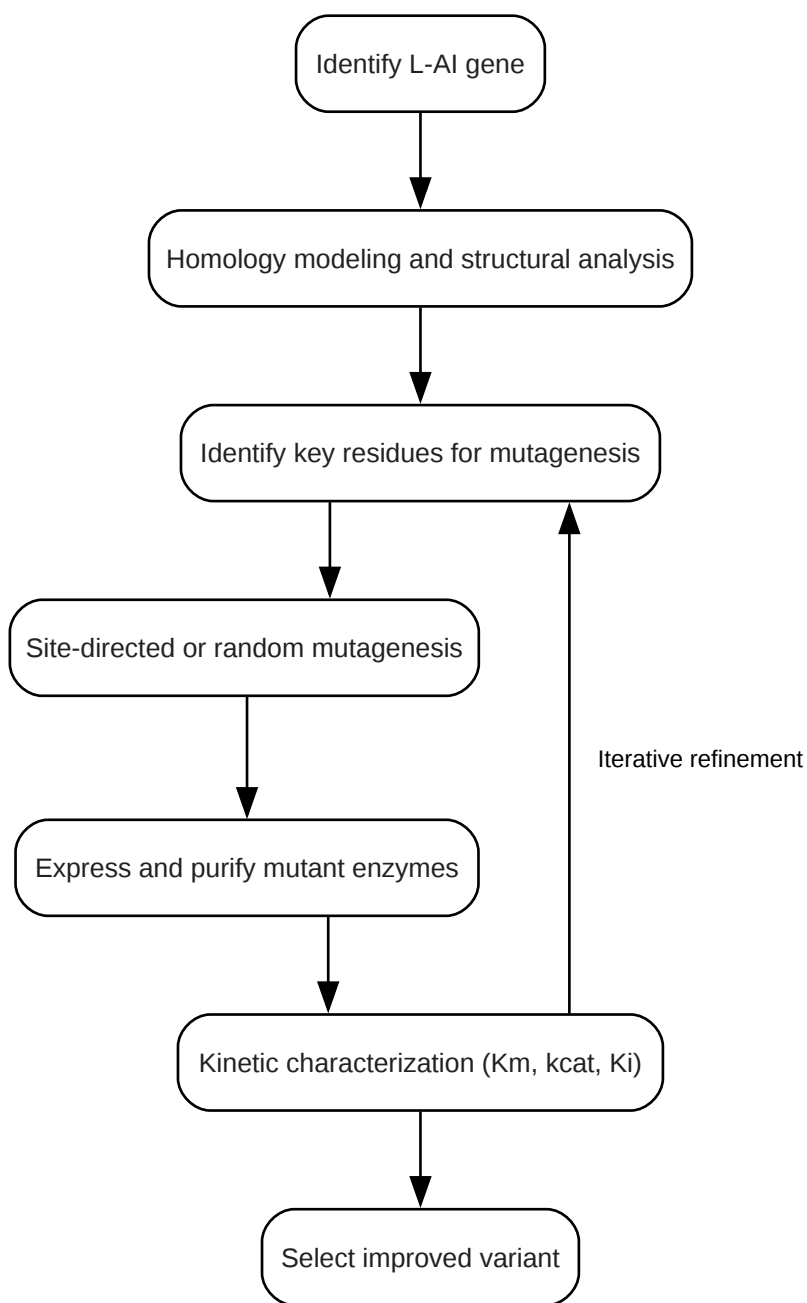 Identify L-AI gene
Homology modeling and structural analysis
Identify key residues for mutagenesis
Site-directed or random mutagenesis
Iterative refinement
Express and purify mutant enzymes
Kinetic characterization (Km, kcat, Ki)
Select improved variant